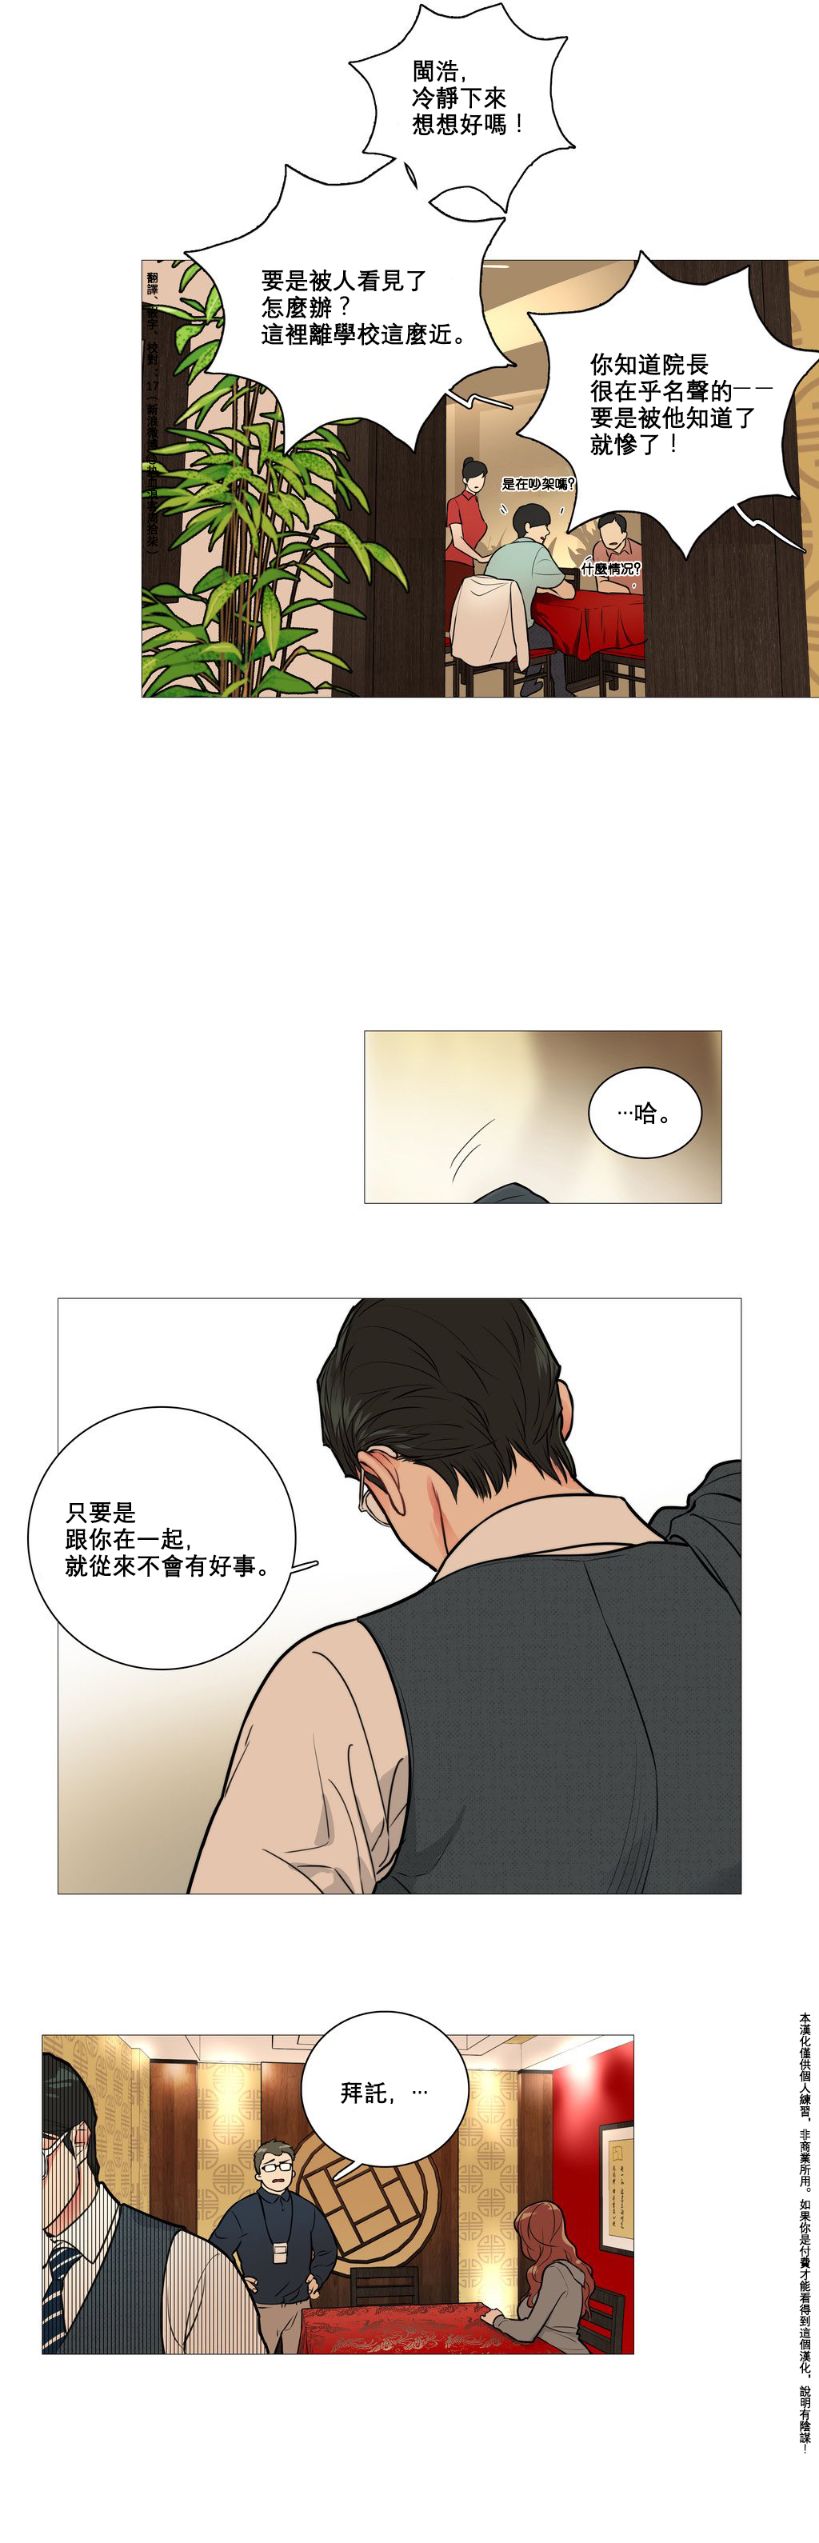 閩浩，
冷靜下來
想想好嗎！
要是被人看見了
怎麼辦？
這裡離學校這麼近。
你知道院長
很在乎名聲的——
要是被他知道了
就慘了！
是在吵架嗎？
什麼情況？
…哈。
只要是
跟你在一起，
就從來不會有好事。
拜託，…
本漢化僅供個人練習，非商業所用。如果你是付費才能看得到這個漢化，說明有陰謀！